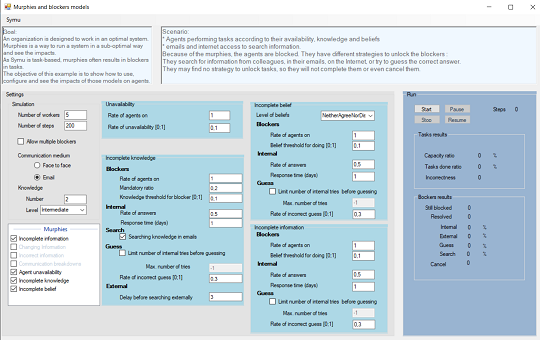 Murphies and blockers models
Symu
Goal:
An organization is designed to work in an optimal system.
Murphies is a way to run a system in a sub-optimal way
and see the impacts.
As Symu is task-based, murphies often results in blockers
in tasks.
The objective of this example is to show how to use,
configure and see the impacts of those models on agents.
Scenario:
* Agents performing tasks according to their availability, knowledge and beliefs
* emails and internet access to search information.
Because of the murphies, the agents are blocked. They have different strategies to unlock the blockers :
They search for information from colleagues, in their emails, on the Internet, or try to guess the correct answer.
They may find no strategy to unlock tasks, so they will not complete them or even cancel them.
Settings
Simulation
Number of workers 5
Number of steps 200
Allow multiple blockers
Communication medium
Face to face
Email
Knowledge
Number 2
Level Intermediate
Murphies
Incomplete information
Changing information
Incorrect information
Communication breakdowns
Agent unavailability
Incomplete knowledge
Incomplete belief
Unavailability
Rate of agents on 1
Rate of unavailability [0;1] 0,1
Incomplete knowledge
Blockers
Rate of agents on 1
Mandatory ratio 0,2
Knowledge threshold for blocker [0;1] 0,1
Internal
Rate of answers 0,5
Response time (days) 1
Search
Searching knowledge in emails
Guess
Limit number of internal tries before guessing
Max. number of tries -1
Rate of incorrect guess [0;1] 0,3
External
Delay before searching externally 3
Incomplete belief
Level of beliefs NeitherAgreeNorDis
Blockers
Rate of agents on 1
Belief threshold for doing [0;1] 0,1
Internal
Rate of answers 0,5
Response time (days) 1
Guess
Limit number of internal tries before guessing
Max. number of tries -1
Rate of incorrect guess [0;1] 0,3
Incomplete information
Blockers
Rate of agents on 1
Belief threshold for doing [0;1] 0,1
Internal
Rate of answers 0,5
Response time (days) 1
Guess
Limit number of internal tries before guessing
Max. number of tries -1
Rate of incorrect guess [0;1] 0,3
Run
Start Pause Steps 0
Stop Resume
Tasks results
Capacity ratio 0 %
Tasks done ratio 0 %
Incorrectness 0
Bockers results
Still blocked 0
Resolved 0
Internal 0 %
External 0 %
Guess 0 %
Search 0 %
Cancel 0